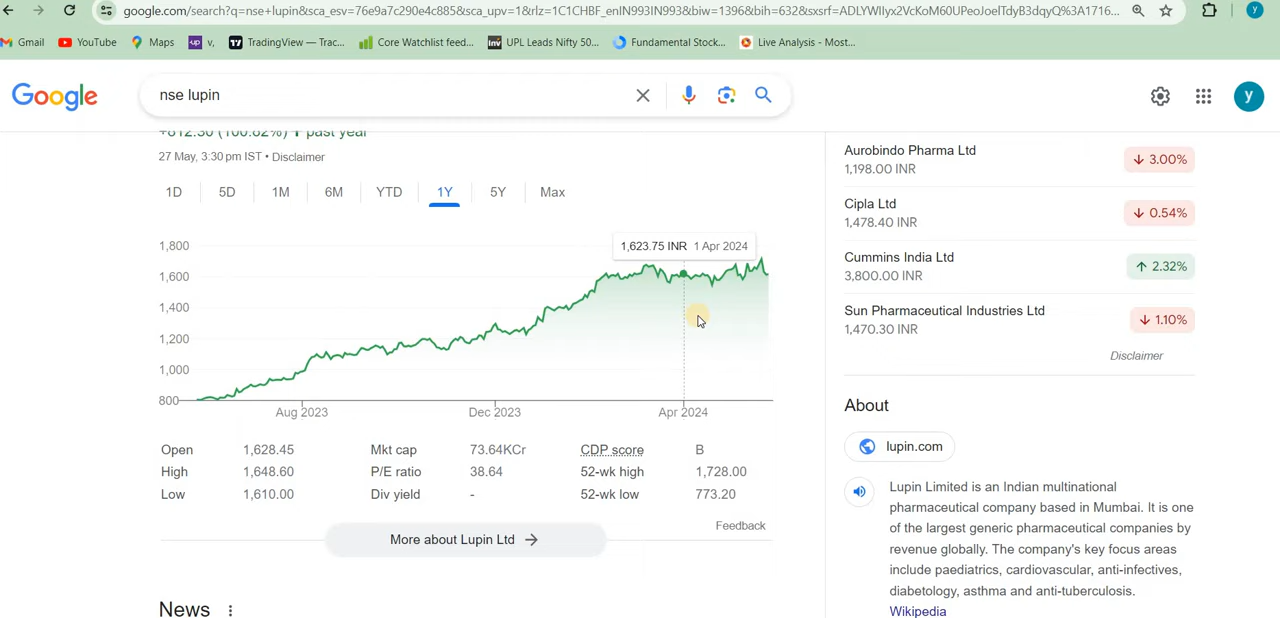 google.com/search?q=nse+lupin&sca_esv=76e9a7c290e4c885&sca_upv=1&rlz=1C1CHBF_enIN993IN993&biw=1396&bih=632&sxsrf=ADLYWIIyx2VcKoM60UPeoJoelTdyB3dqyQ%3A1716...
y
Gmail
YouTube
Maps
up v,
TradingView — Trac...
Core Watchlist feed...
Inv UPL Leads Nifty 50...
Fundamental Stock...
Live Analysis - Most...
Google
nse lupin
y
+812.30 (100.62%) ↑ past year
27 May, 3:30 pm IST • Disclaimer
1D 5D 1M 6M YTD 1Y 5Y Max
1,623.75 INR 1 Apr 2024
1,800
1,600
1,400
1,200
1,000
800
Aug 2023 Dec 2023 Apr 2024
Open 1,628.45 Mkt cap 73.64KCr CDP score B
High 1,648.60 P/E ratio 38.64 52-wk high 1,728.00
Low 1,610.00 Div yield - 52-wk low 773.20
Feedback
More about Lupin Ltd →
News
Aurobindo Pharma Ltd
1,198.00 INR
↓ 3.00%
Cipla Ltd
1,478.40 INR
↓ 0.54%
Cummins India Ltd
3,800.00 INR
↑ 2.32%
Sun Pharmaceutical Industries Ltd
1,470.30 INR
↓ 1.10%
Disclaimer
About
lupin.com
Lupin Limited is an Indian multinational
pharmaceutical company based in Mumbai. It is one
of the largest generic pharmaceutical companies by
revenue globally. The company's key focus areas
include paediatrics, cardiovascular, anti-infectives,
diabetology, asthma and anti-tuberculosis.
Wikipedia